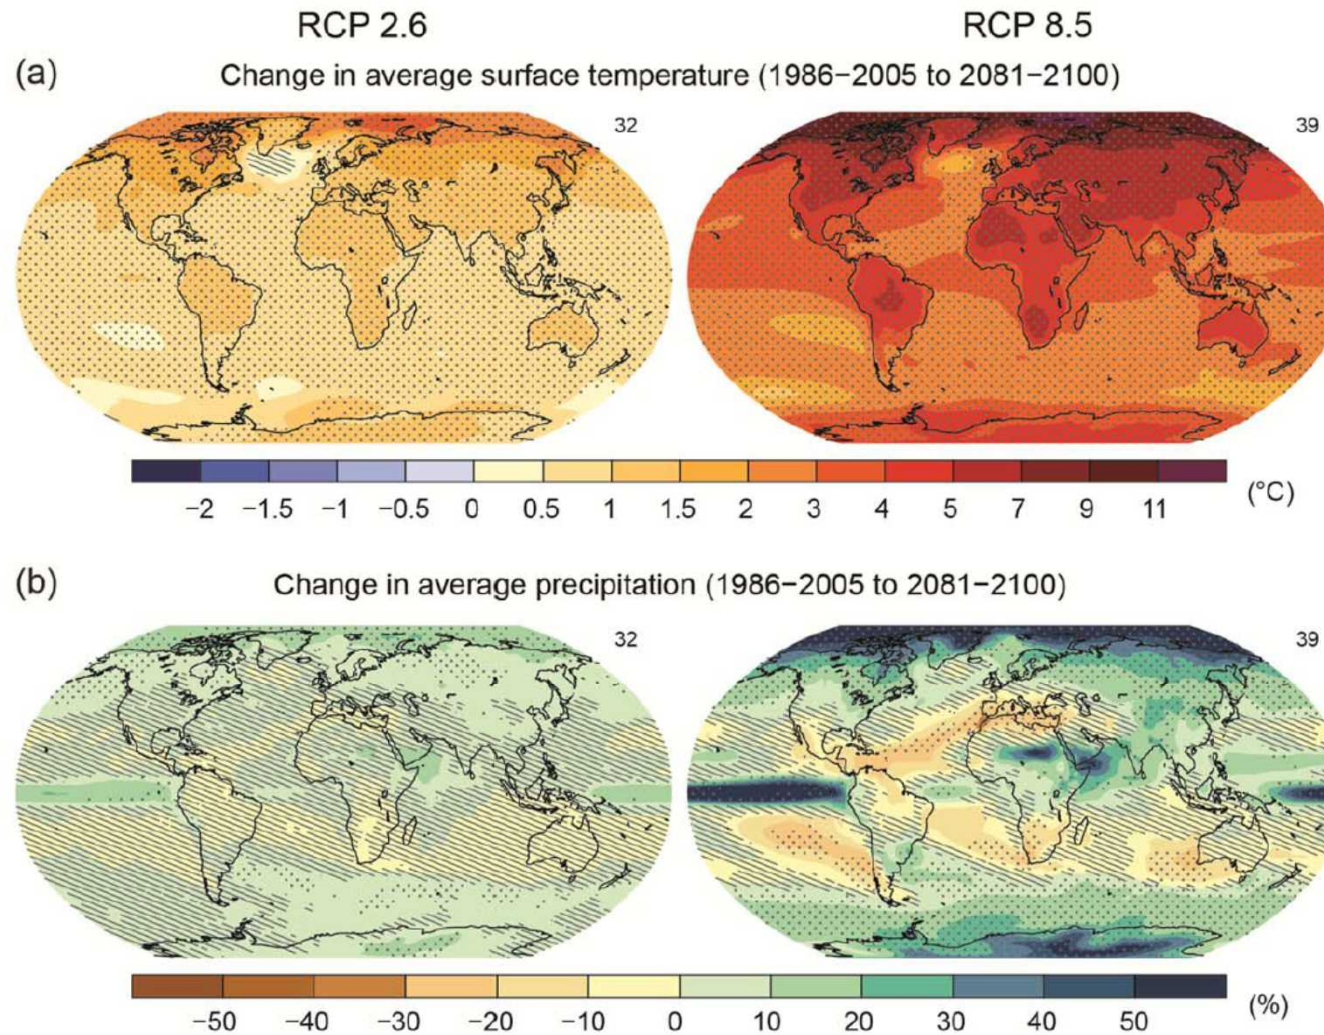 RCP 2.6 RCP 8.5
(a) Change in average surface temperature (1986−2005 to 2081−2100)
32 39
−2 −1.5 −1 −0.5 0 0.5 1 1.5 2 3 4 5 7 9 11 (°C)
(b) Change in average precipitation (1986−2005 to 2081−2100)
32 39
−50 −40 −30 −20 −10 0 10 20 30 40 50 (%)